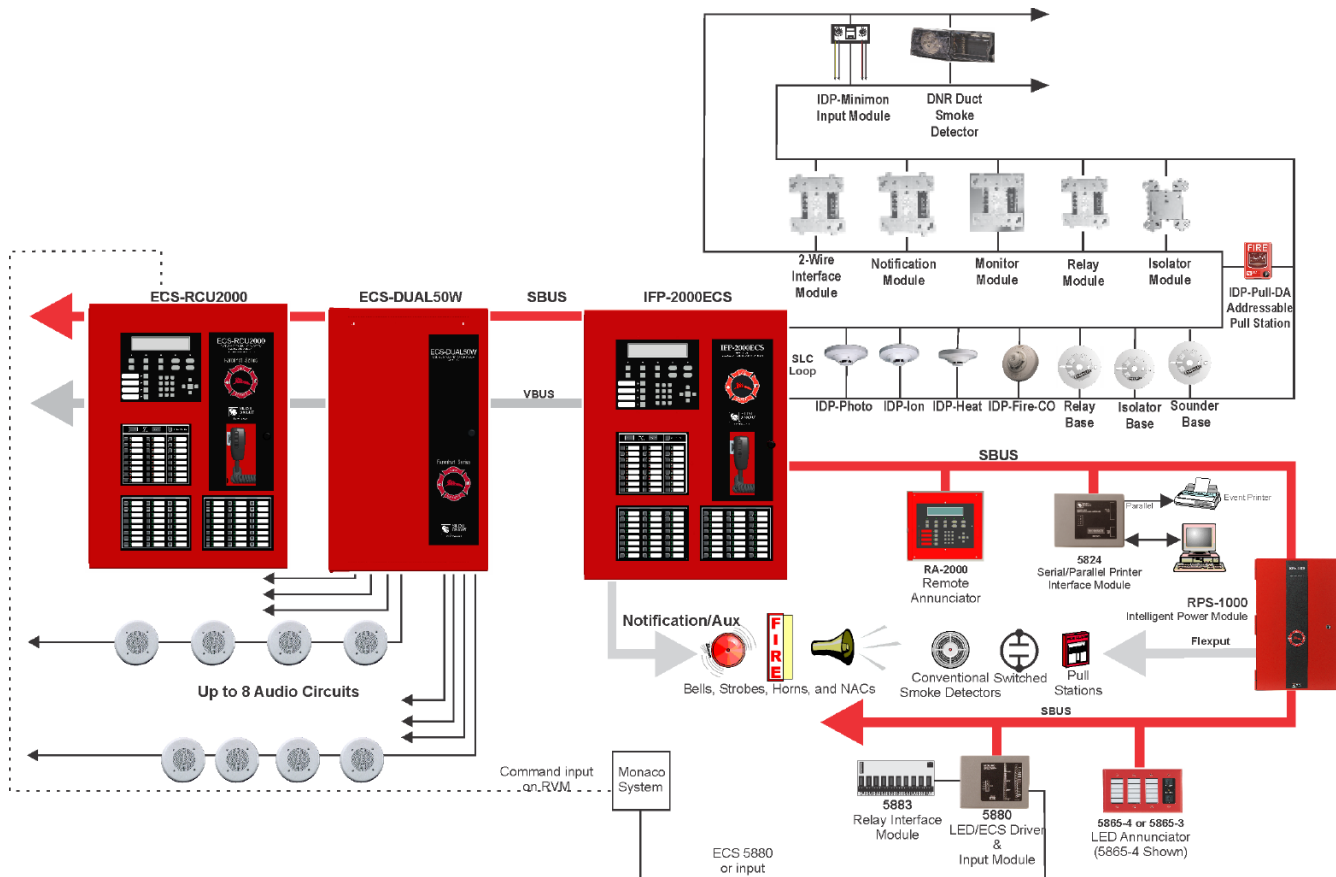 IDP-Minimon
Input Module
DNR Duct
Smoke
Detector
2-Wire
Interface
Module
Notification
Module
Monitor
Module
Relay
Module
Isolator
Module
FIRE
IDP-Pull-DA
Addressable
Pull Station
ECS-RCU2000
ECS-DUAL50W
SBUS
IFP-2000ECS
ECS-RCU2000
ECS-DUAL50W
IFP-2000ECS
VBUS
SLC
Loop
IDP-Photo
IDP-Ion
IDP-Heat
IDP-Fire-CO
Relay
Base
Isolator
Base
Sounder
Base
SBUS
RA-2000
Remote
Annunciator
Parallel
Event Printer
5824
Serial/Parallel Printer
Interface Module
RPS-1000
Intelligent Power Module
Notification/Aux
FIRE
Bells, Strobes, Horns, and NACs
Conventional
Smoke Detectors
Switched
Pull
Stations
Flexput
Up to 8 Audio Circuits
SBUS
Command input
on RVM
Monaco
System
5883
Relay Interface
Module
5880
LED/ECS Driver
&
Input Module
5865-4 or 5865-3
LED Annunciator
(5865-4 Shown)
ECS 5880
or input